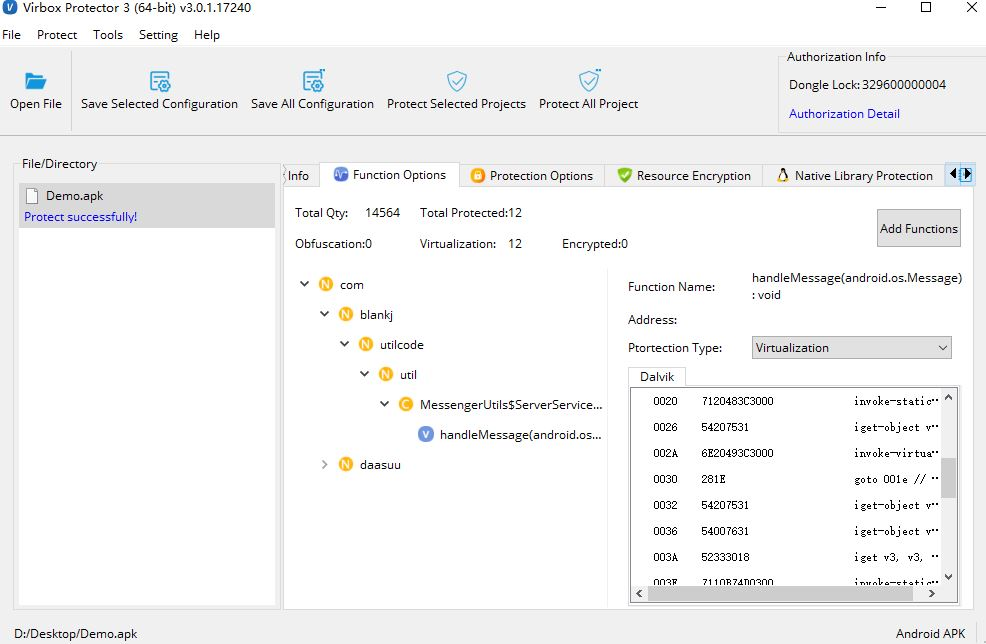 Virbox Protector 3 (64-bit) v3.0.1.17240
File Protect Tools Setting Help
Authorization Info
Dongle Lock: 329600000004
Authorization Detail
Open File Save Selected Configuration Save All Configuration Protect Selected Projects Protect All Project
File/Directory
Demo.apk
Protect successfully!
Info Function Options Protection Options Resource Encryption Native Library Protection
Total Qty: 14564 Total Protected:12
Obfuscation:0 Virtualization: 12 Encrypted:0
Add Functions
N com
N blankj
N utilcode
N util
C MessengerUtils$ServerService...
V handleMessage(android.os...
N daasuu
Function Name: handleMessage(android.os.Message)
: void
Address:
Ptortection Type: Virtualization
Dalvik
0020 7120483C3000 invoke-static..
0026 54207531 iget-object v..
002A 6E20493C3000 invoke-virtua..
0030 281E goto 001e // ..
0032 54207531 iget-object v..
0036 54007631 iget-object v..
003A 52333018 iget v3, v3, ..
003E 7110B74D0300 invoke-static..
D:/Desktop/Demo.apk
Android APK